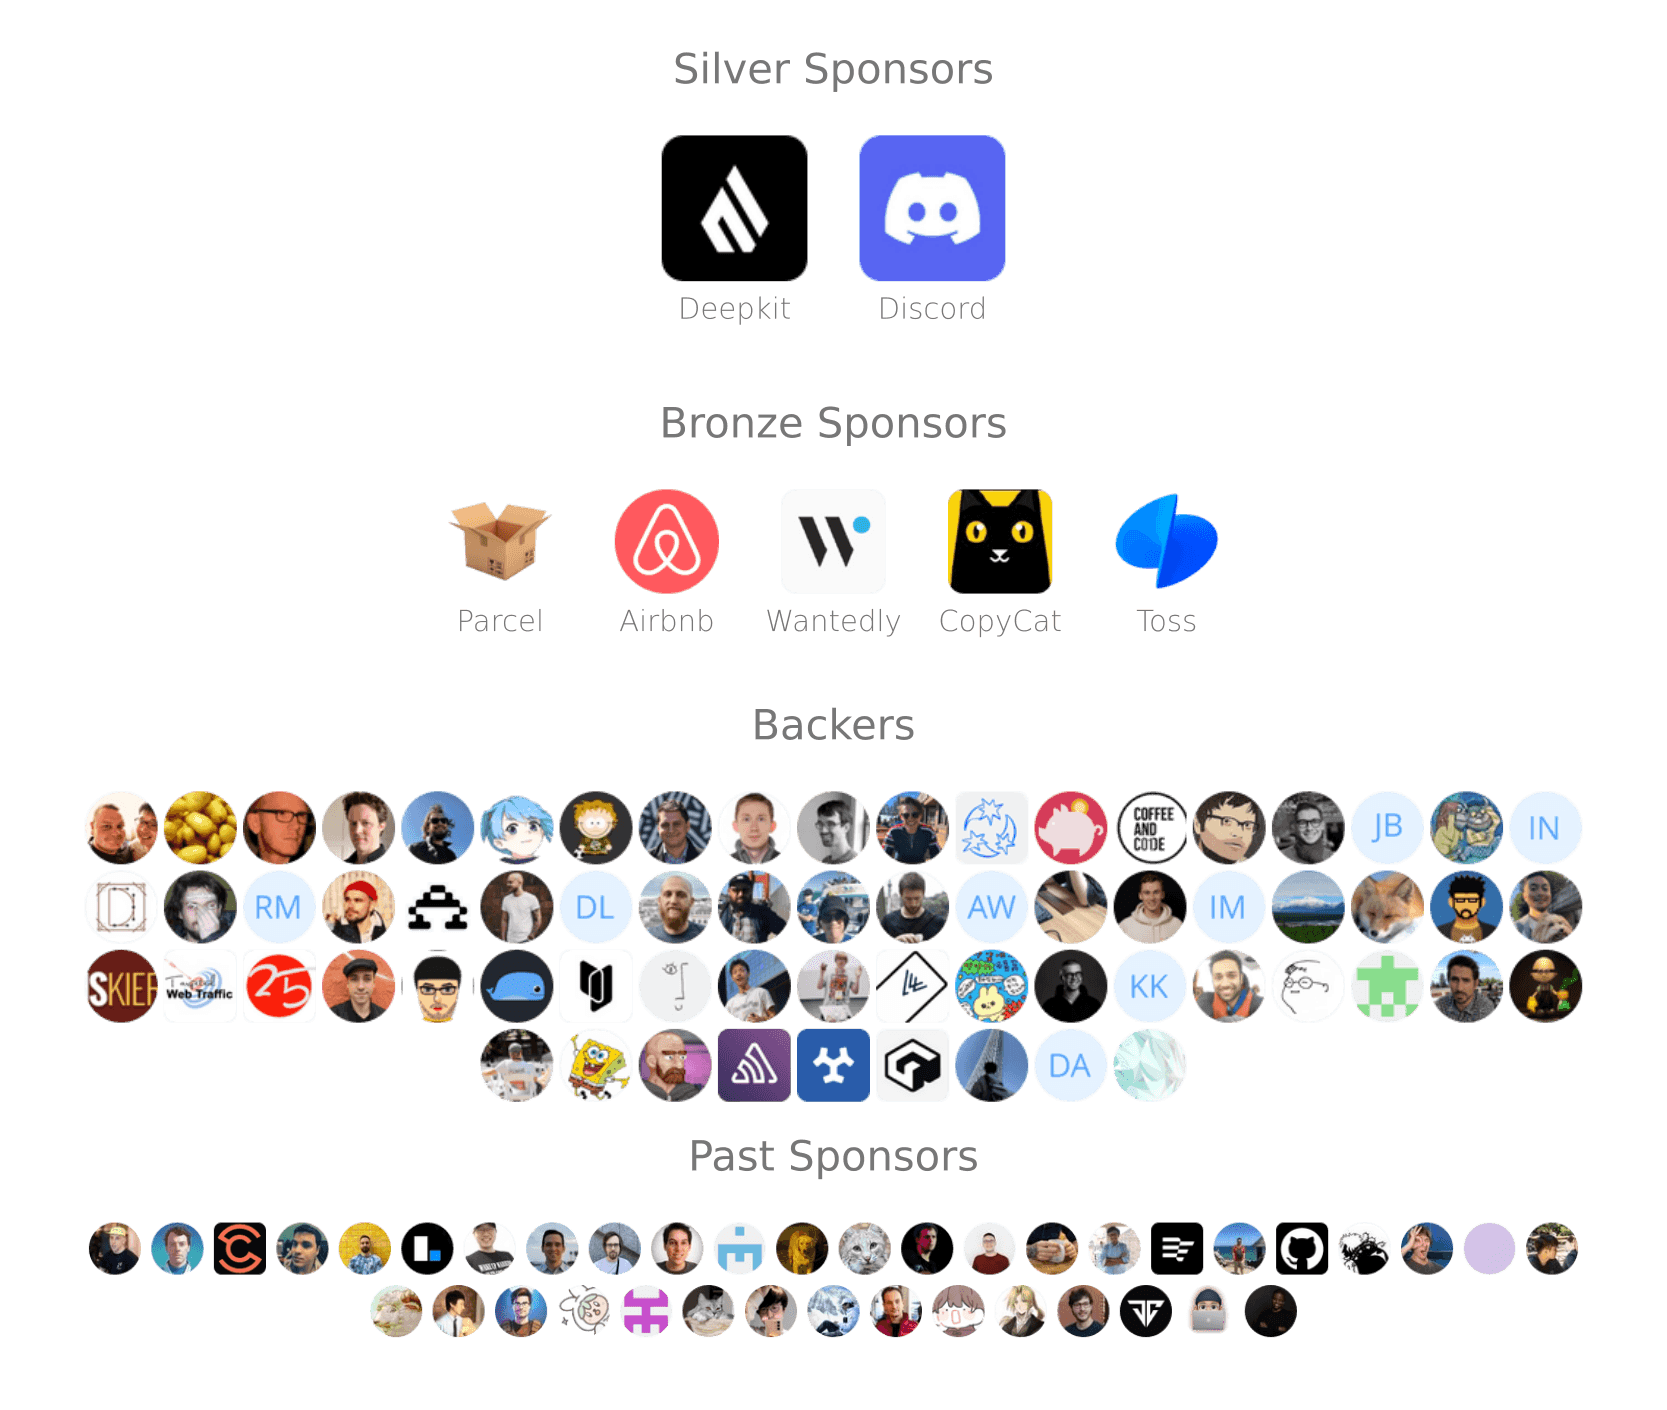 Silver Sponsors
Deepkit
Discord
Bronze Sponsors
Parcel
Airbnb
Wantedly
CopyCat
Toss
Backers
COFFEE
AND
CODE
JB
IN
RM
DL
AW
IM
SKIFF
Web Traffic
25
KK
DA
Past Sponsors